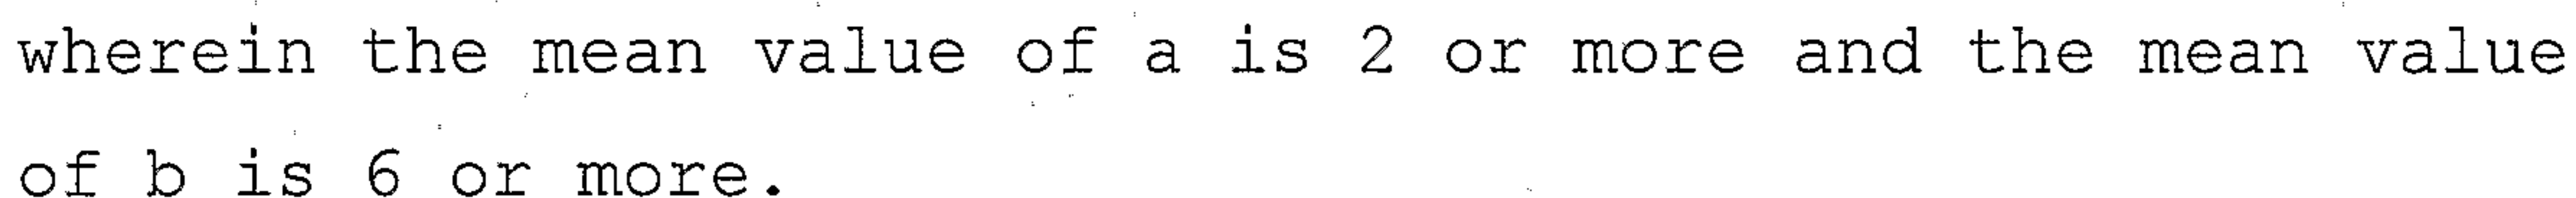 wherein the mean value of a is 2 or more and the mean value
of b is 6 or more.